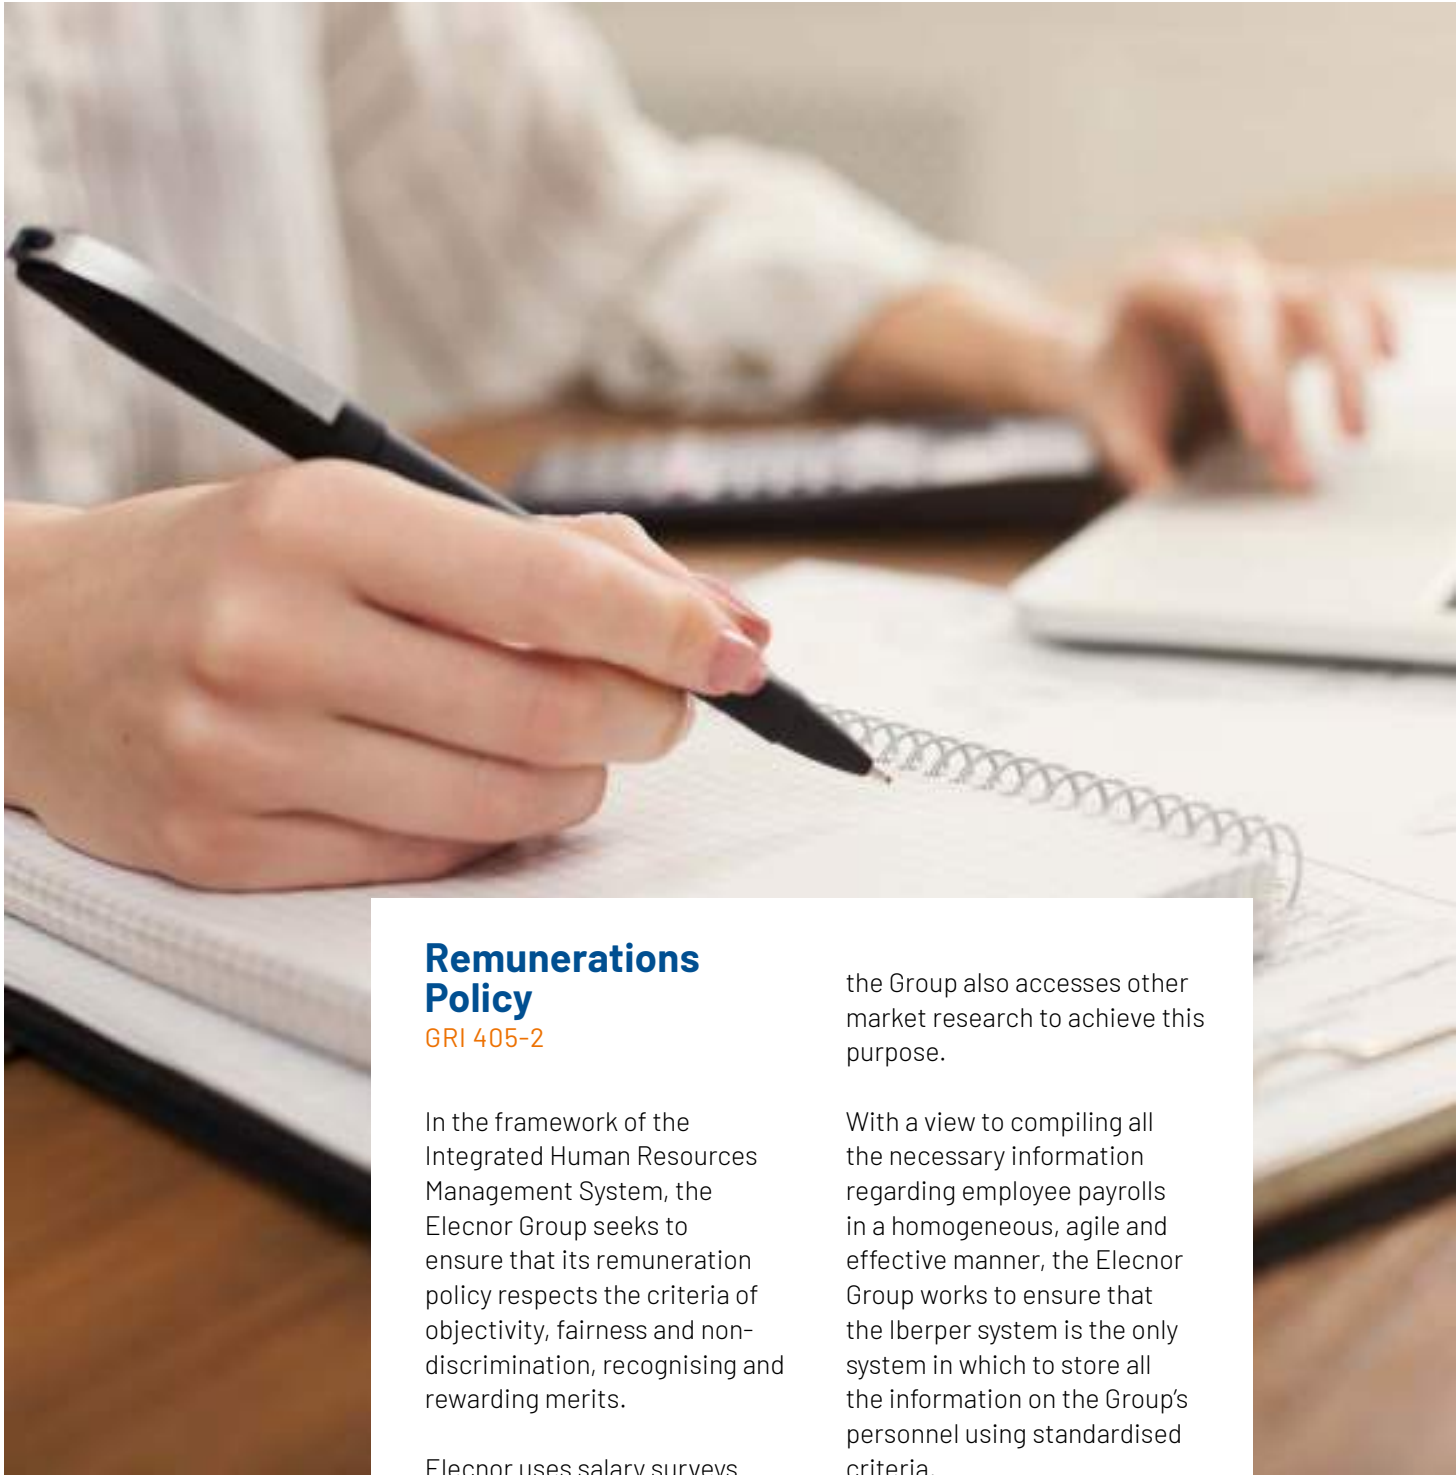 Remunerations
Policy
GRI 405-2
In the framework of the
Integrated Human Resources
Management System, the
Elecnor Group seeks to
ensure that its remuneration
policy respects the criteria of
objectivity, fairness and non-
discrimination, recognising and
rewarding merits.
Elecnor uses salary surveys
the Group also accesses other
market research to achieve this
purpose.
With a view to compiling all
the necessary information
regarding employee payrolls
in a homogeneous, agile and
effective manner, the Elecnor
Group works to ensure that
the Iberper system is the only
system in which to store all
the information on the Group's
personnel using standardised
criteria.